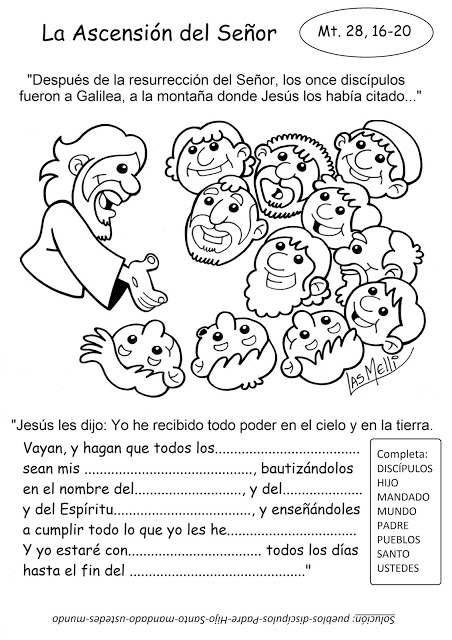 La Ascensión del Señor
Mt. 28, 16-20
"Después de la resurrección del Señor, los once discípulos
fueron a Galilea, a la montaña donde Jesús los había citado..."
LAS MELLI
"Jesús les dijo: Yo he recibido todo poder en el cielo y en la tierra.
Vayan, y hagan que todos los....................................
sean mis ..........................................., bautizándolos
en el nombre del............................, y del....................
y del Espíritu..................................., y enseñándoles
a cumplir todo lo que yo les he................................
Y yo estaré con.................................. todos los días
hasta el fin del ............................................"
Completa:
DISCÍPULOS
HIJO
MANDADO
MUNDO
PADRE
PUEBLOS
SANTO
USTEDES
Solución: pueblos-discípulos-Padre-Hijo-Santo-mandado-ustedes-mundo